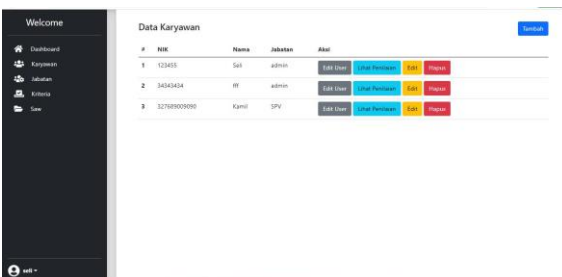 Welcome
Dashboard
Karyawan
Jabatan
Kriteria
Saw
seli
Data Karyawan
Tambah
# NIK Nama Jabatan Aksi
1 123455 Seli admin Edit User Lihat Penilaian Edit Hapus
2 34343434 fff admin Edit User Lihat Penilaian Edit Hapus
3 327689009090 Kamil SPV Edit User Lihat Penilaian Edit Hapus